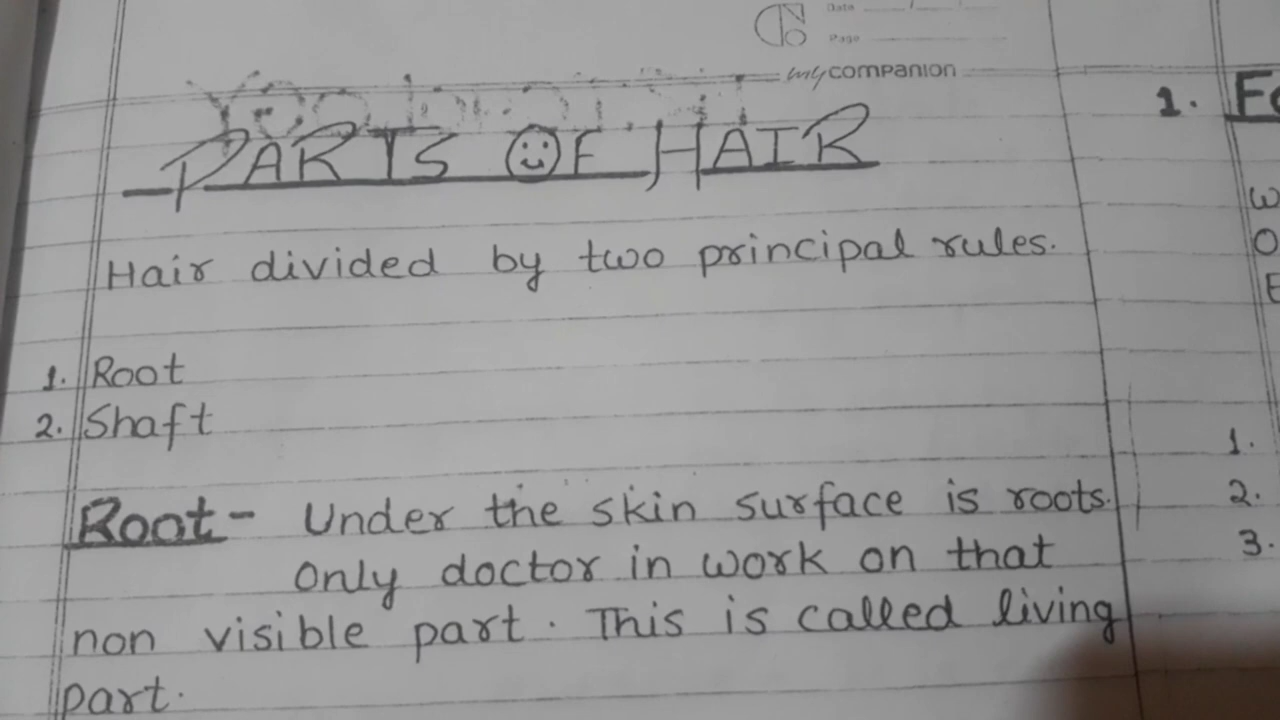 Date
Page
my companion
PARTS OF HAIR
Hair divided by two principal rules.
1. Root
2. Shaft
Root - Under the skin surface is roots.
only doctor in work on that
non visible part. This is called living
part.
1.
1.
2.
3.